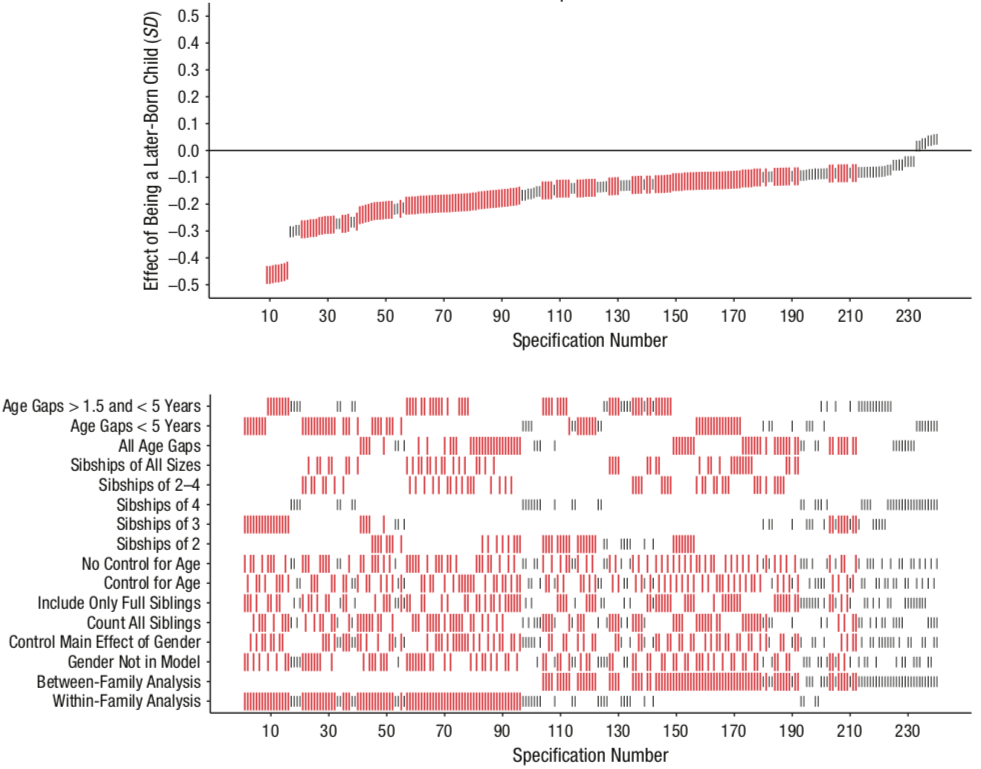 Effect of Being a Later-Born Child (SD)
0.5
0.4
0.3
0.2
0.1
0.0
–0.1
–0.2
–0.3
–0.4
–0.5
10 30 50 70 90 110 130 150 170 190 210 230
Specification Number
Age Gaps > 1.5 and < 5 Years
Age Gaps < 5 Years
All Age Gaps
Sibships of All Sizes
Sibships of 2–4
Sibships of 4
Sibships of 3
Sibships of 2
No Control for Age
Control for Age
Include Only Full Siblings
Count All Siblings
Control Main Effect of Gender
Gender Not in Model
Between-Family Analysis
Within-Family Analysis
10 30 50 70 90 110 130 150 170 190 210 230
Specification Number